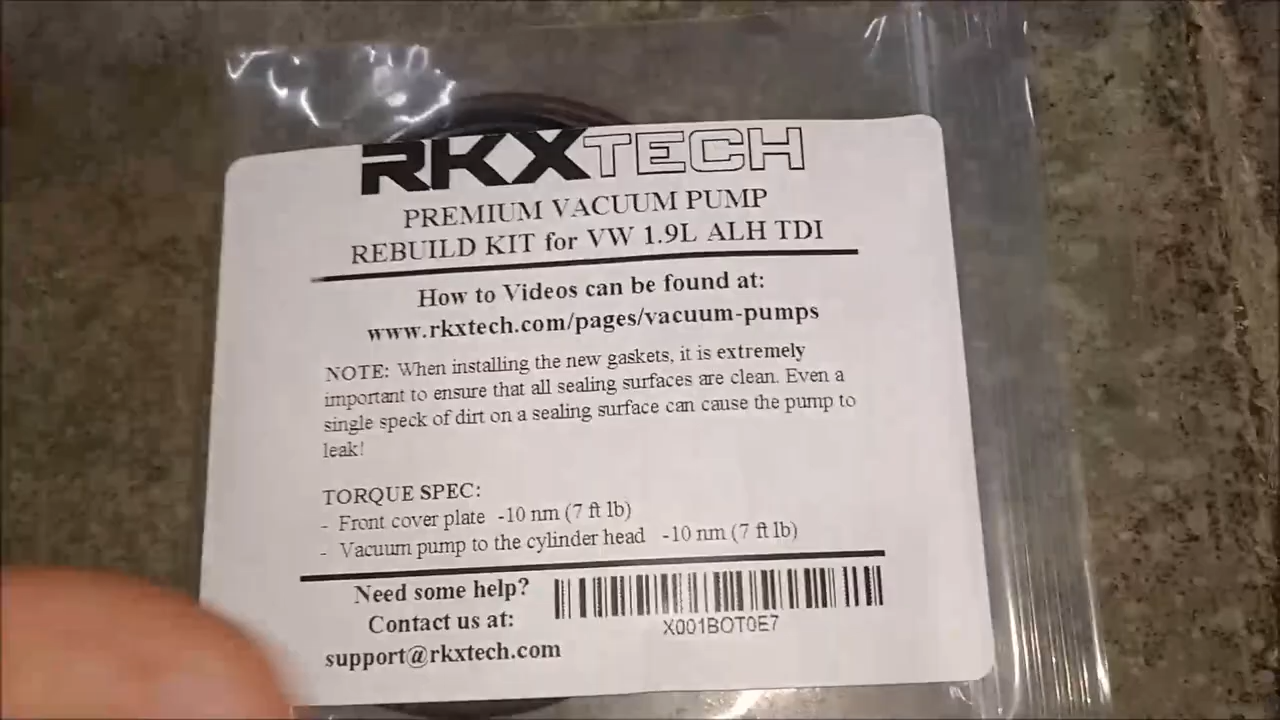 RKXTECH
PREMIUM VACUUM PUMP
REBUILD KIT for VW 1.9L ALH TDI
How to Videos can be found at:
www.rkxtech.com/pages/vacuum-pumps
NOTE: When installing the new gaskets, it is extremely
important to ensure that all sealing surfaces are clean. Even a
single speck of dirt on a sealing surface can cause the pump to
leak!
TORQUE SPEC:
- Front cover plate -10 nm (7 ft lb)
- Vacuum pump to the cylinder head -10 nm (7 ft lb)
Need some help?
Contact us at:
support@rkxtech.com
X001BOT0E7